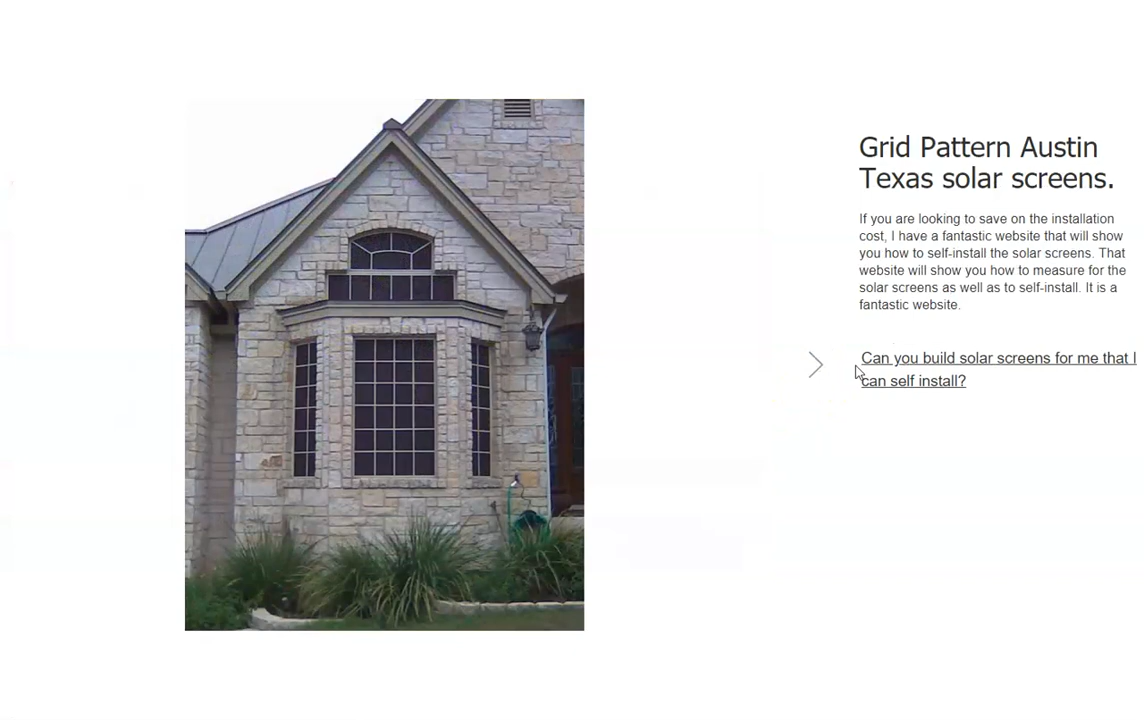 Grid Pattern Austin
Texas solar screens.
If you are looking to save on the installation
cost, I have a fantastic website that will show
you how to self-install the solar screens. That
website will show you how to measure for the
solar screens as well as to self-install. It is a
fantastic website.
Can you build solar screens for me that I
can self install?